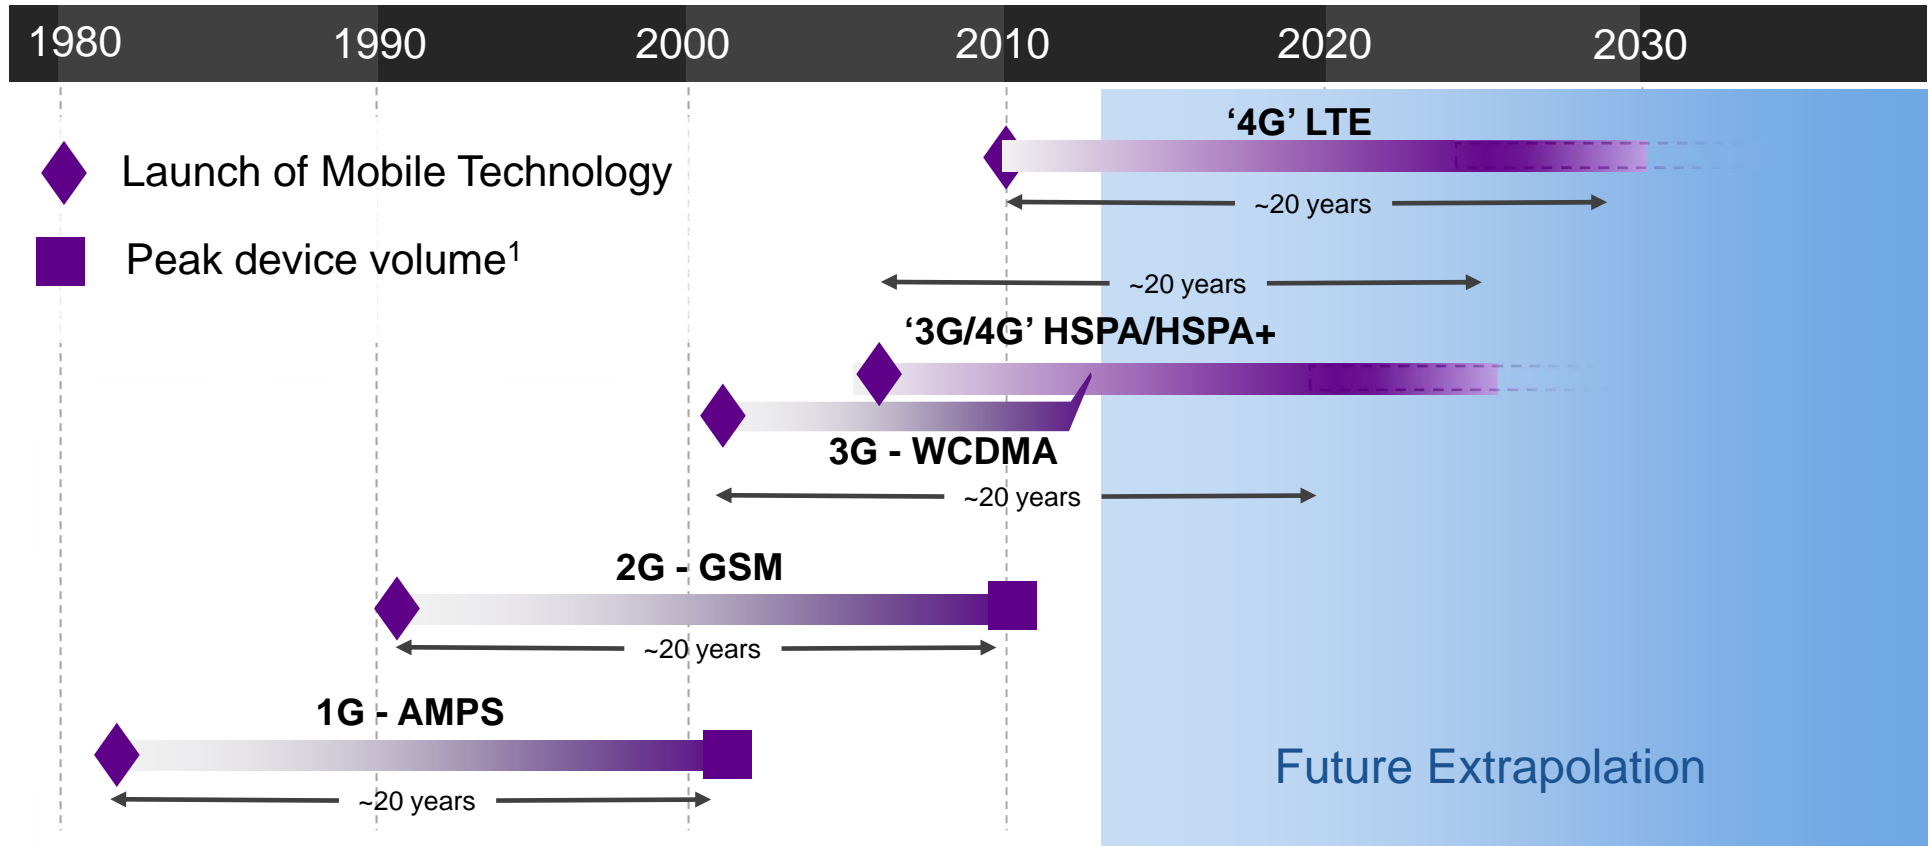 1980 1990 2000 2010 2020 2030
‘4G’ LTE
Launch of Mobile Technology
~20 years
Peak device volume¹
~20 years
‘3G/4G’ HSPA/HSPA+
3G - WCDMA
~20 years
2G - GSM
~20 years
1G - AMPS
Future Extrapolation
~20 years